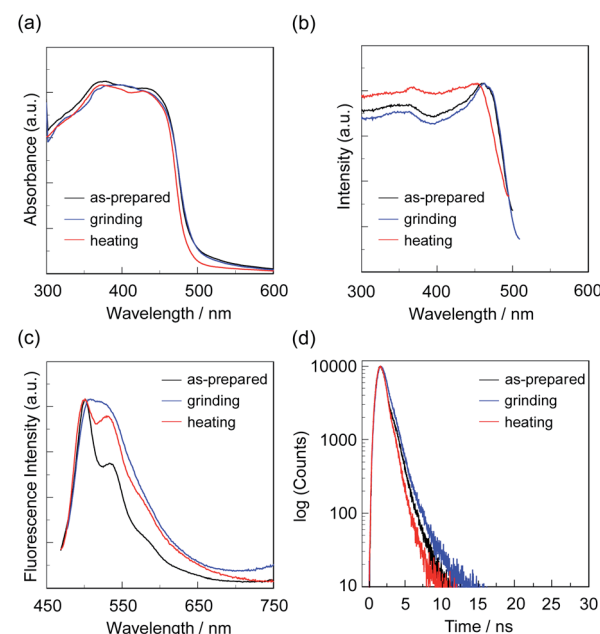 (a)
Absorbance (a.u.)
as-prepared
grinding
heating
300 400 500 600
Wavelength / nm
(b)
Intensity (a.u.)
as-prepared
grinding
heating
300 400 500 600
Wavelength / nm
(c)
Fluorescence Intensity (a.u.)
as-prepared
grinding
heating
450 550 650 750
Wavelength / nm
(d)
log (Counts)
10000
1000
100
10
as-prepared
grinding
heating
0 5 10 15 20 25 30
Time / ns